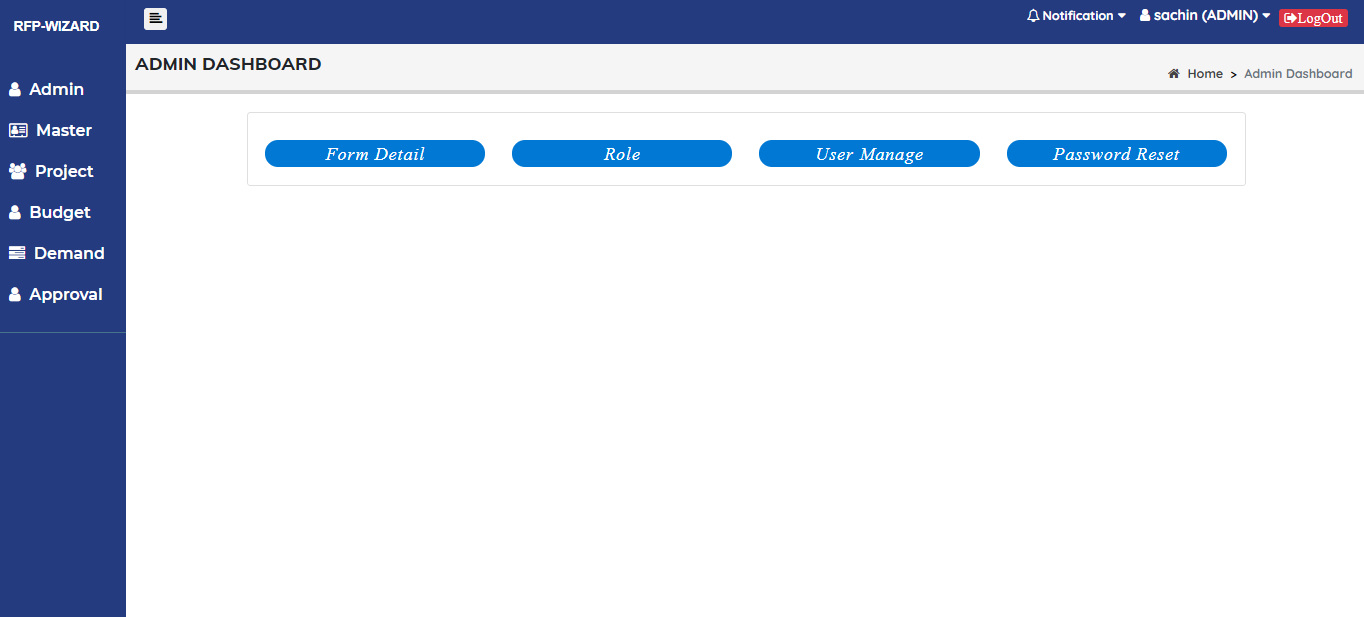 RFP-WIZARD
Notification
sachin (ADMIN)
LogOut
ADMIN DASHBOARD
Home > Admin Dashboard
Admin
Master
Project
Budget
Demand
Approval
Form Detail
Role
User Manage
Password Reset